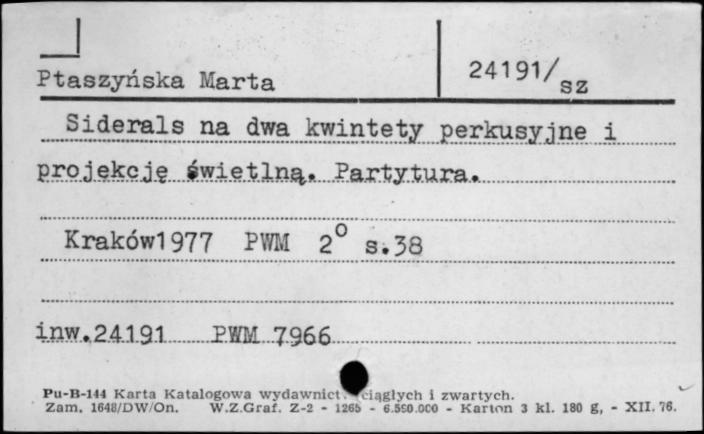 Ptaszyńska Marta 24191/sz
Siderals na dwa kwintety perkusyjne i
projekcję świetlną. Partytura.
Kraków1977 PWM 2° s.38
inw.24191 PWM 7966
Pu-B-144 Karta Katalogowa wydawnict ciągłych i zwartych.
Zam. 1648/DW/On. W.Z.Graf. Z-2 - 1265 - 6.560.000 - Karton 3 kl. 180 g, - XII. 76.